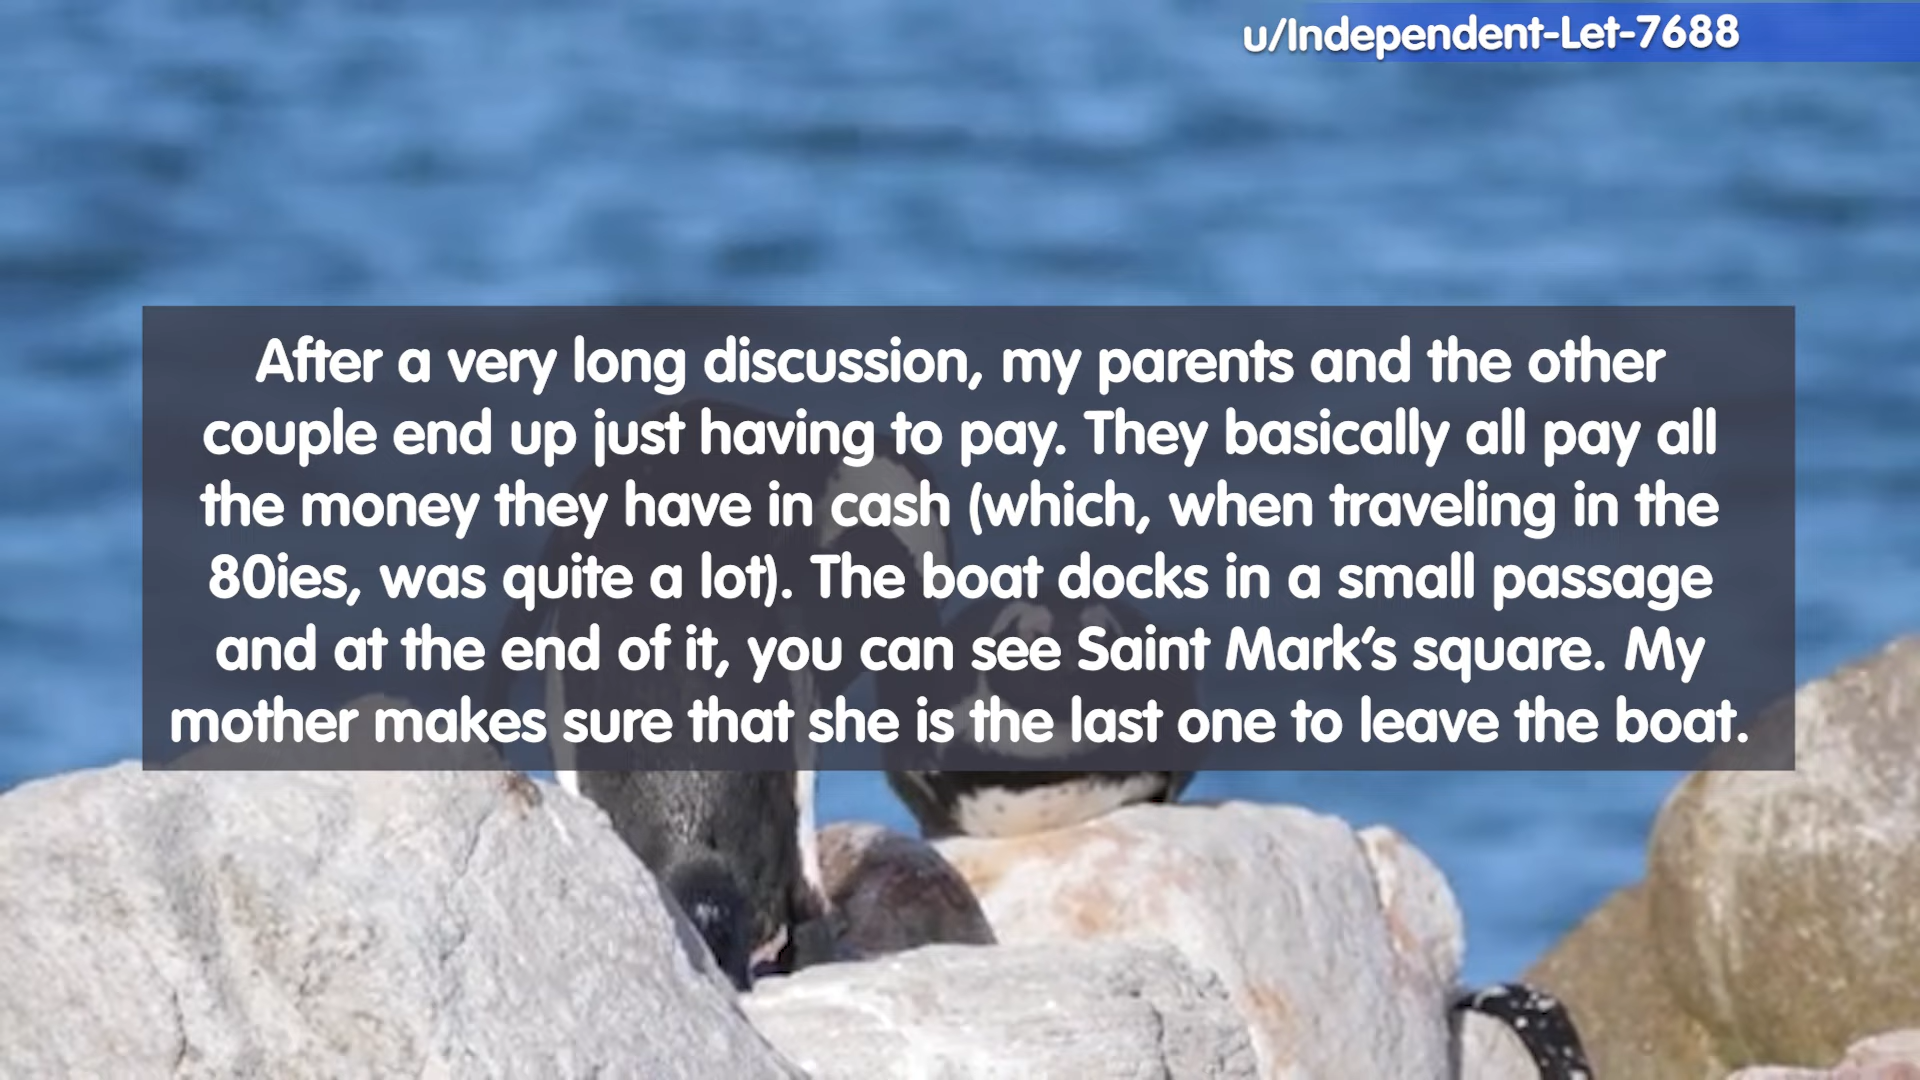 u/Independent-Let-7688
After a very long discussion, my parents and the other
couple end up just having to pay. They basically all pay all
the money they have in cash (which, when traveling in the
80ies, was quite a lot). The boat docks in a small passage
and at the end of it, you can see Saint Mark's square. My
mother makes sure that she is the last one to leave the boat.